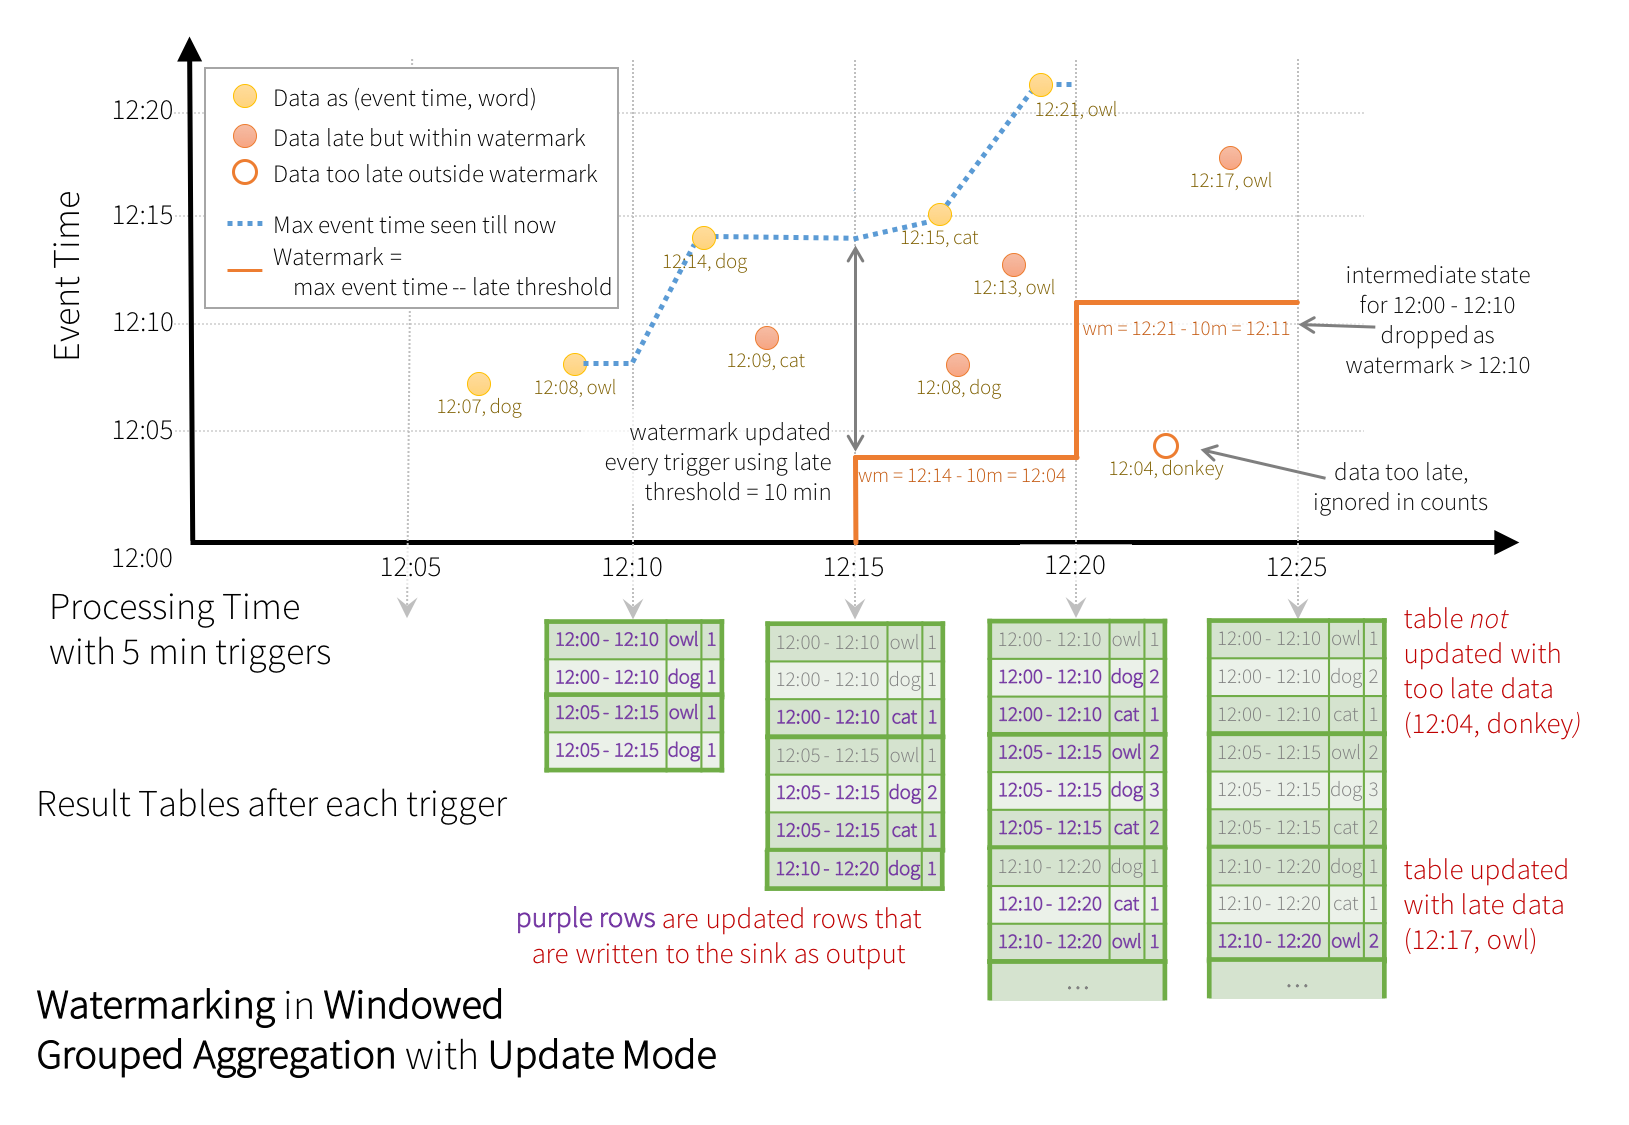 Data as (event time, word)
Data late but within watermark
Data too late outside watermark
Max event time seen till now
Watermark =
max event time -- late threshold
Event Time
12:20
12:15
12:10
12:05
12:00
12:21, owl
12:17, owl
12:15, cat
12:14, dog
12:13, owl
12:09, cat
12:08, owl
12:08, dog
12:07, dog
12:04, donkey
wm = 12:21 - 10m = 12:11
wm = 12:14 - 10m = 12:04
intermediate state
for 12:00 - 12:10
dropped as
watermark > 12:10
watermark updated
every trigger using late
threshold = 10 min
data too late,
ignored in counts
12:05 12:10 12:15 12:20 12:25
Processing Time
with 5 min triggers
Result Tables after each trigger
12:00 - 12:10 owl 1
12:00 - 12:10 dog 1
12:05 - 12:15 owl 1
12:05 - 12:15 dog 1
12:00 - 12:10 owl 1
12:00 - 12:10 dog 1
12:00 - 12:10 cat 1
12:05 - 12:15 owl 1
12:05 - 12:15 dog 2
12:05 - 12:15 cat 1
12:10 - 12:20 dog 1
12:00 - 12:10 owl 1
12:00 - 12:10 dog 2
12:00 - 12:10 cat 1
12:05 - 12:15 owl 2
12:05 - 12:15 dog 3
12:05 - 12:15 cat 2
12:10 - 12:20 dog 1
12:10 - 12:20 cat 1
12:10 - 12:20 owl 1
...
12:00 - 12:10 owl 1
12:00 - 12:10 dog 2
12:00 - 12:10 cat 1
12:05 - 12:15 owl 2
12:05 - 12:15 dog 3
12:05 - 12:15 cat 2
12:10 - 12:20 dog 1
12:10 - 12:20 cat 1
12:10 - 12:20 owl 2
...
table not
updated with
too late data
(12:04, donkey)
table updated
with late data
(12:17, owl)
purple rows are updated rows that
are written to the sink as output
Watermarking in Windowed
Grouped Aggregation with Update Mode